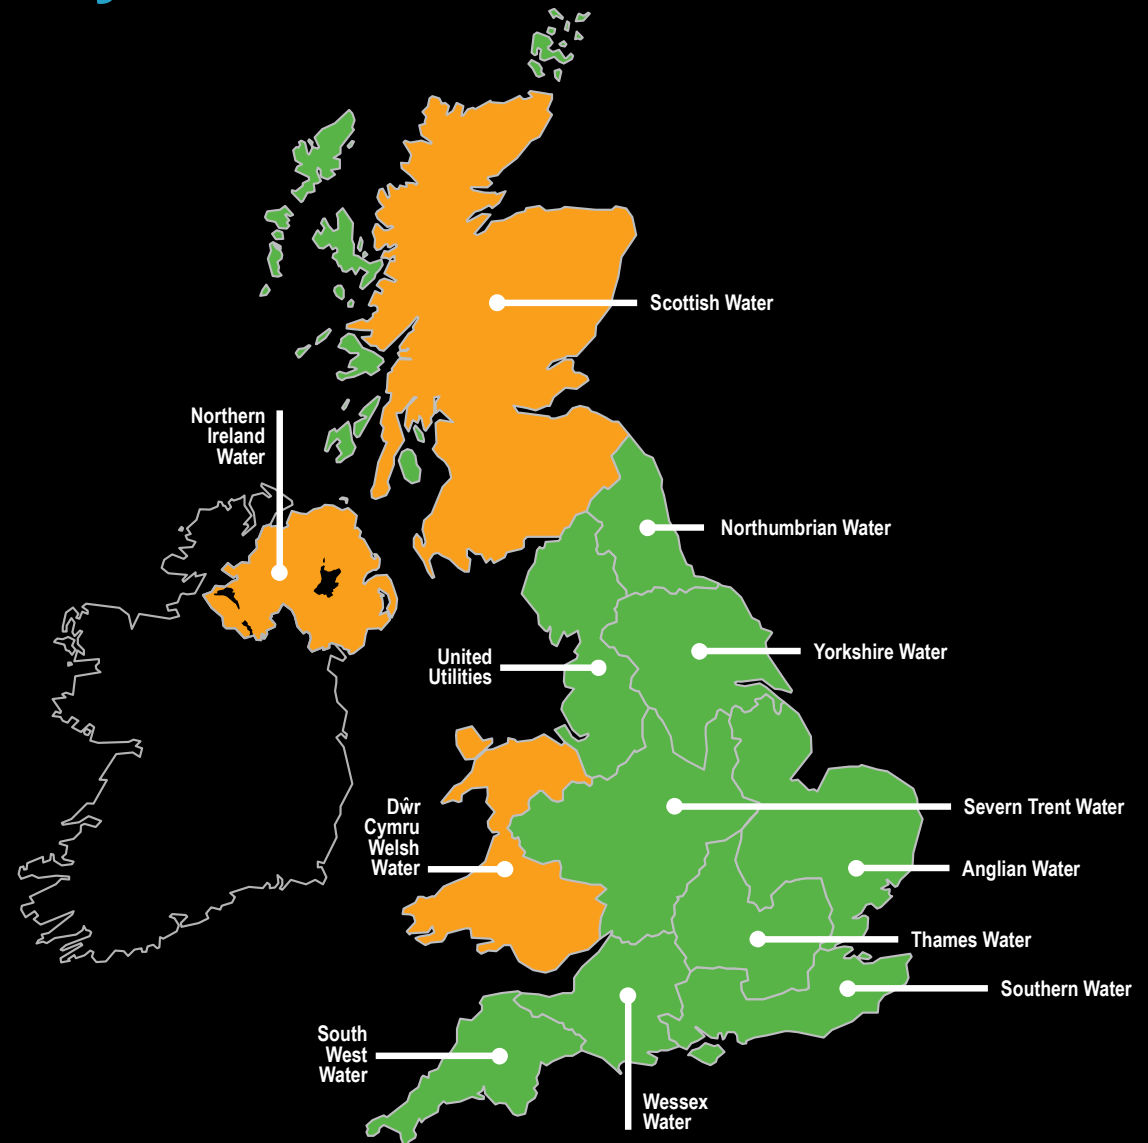 Scottish Water
Northern
Ireland
Water
Northumbrian Water
Yorkshire Water
United
Utilities
Dŵr
Cymru
Welsh
Water
Severn Trent Water
Anglian Water
Thames Water
Southern Water
South
West
Water
Wessex
Water